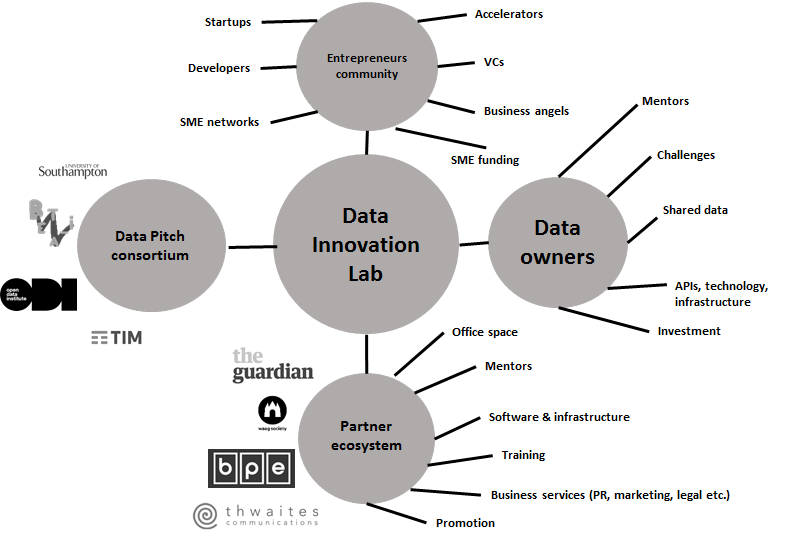 Startups
Accelerators
Entrepreneurs
community
Developers
VCs
Business angels
SME networks
SME funding
Mentors
Challenges
Shared data
UNIVERSITY OF
Southampton
Data Pitch
consortium
Data
Innovation
Lab
Data
owners
open
data
institute
ODI
APIs, technology,
infrastructure
TIM
Investment
Office space
the
guardian
Mentors
waag society
Partner
ecosystem
Software & infrastructure
Training
bpe
Business services (PR, marketing, legal etc.)
thwaites
communications
Promotion